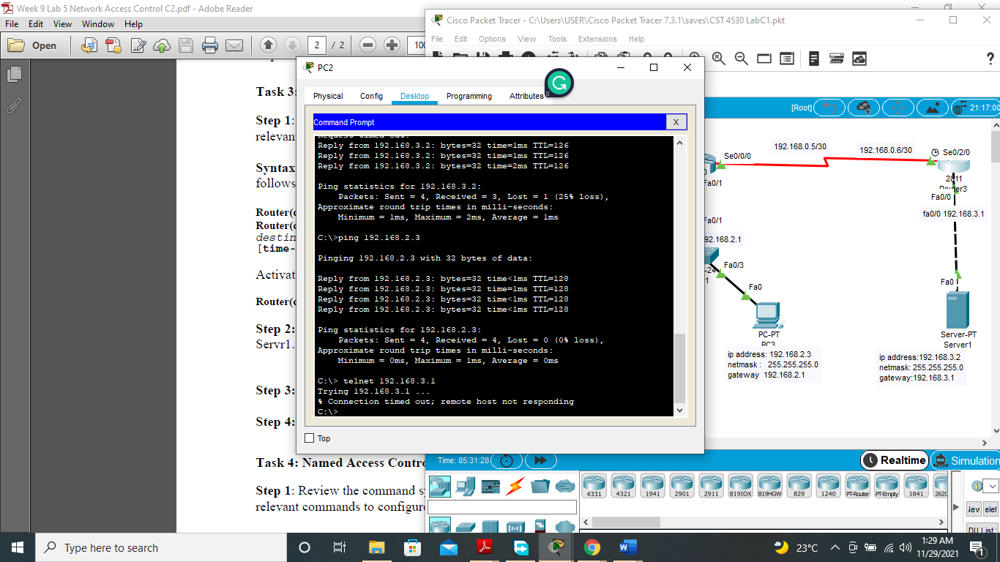 Week 9 Lab 5 Network Access Control C2.pdf - Adobe Reader
File Edit View Window Help
Open
2 / 2
100
Task 3:
Step 1:
relevan
Syntax
follows
Router(c
Router(c
destin
[time-
Activat
Router(c
Step 2:
Servr1.
Step 3:
Step 4:
Task 4: Named Access Contro
Step 1: Review the command sy
relevant commands to configure
Cisco Packet Tracer - C:\Users\USER\Cisco Packet Tracer 7.3.1\saves\CST 4530 LabC1.pkt
File Edit Options View Tools Extensions Help
?
PC2
Physical Config Desktop Programming Attributes
Command Prompt
X
Request timed out.
Reply from 192.168.3.2: bytes=32 time=1ms TTL=126
Reply from 192.168.3.2: bytes=32 time=1ms TTL=126
Reply from 192.168.3.2: bytes=32 time=2ms TTL=126
Ping statistics for 192.168.3.2:
Packets: Sent = 4, Received = 3, Lost = 1 (25% loss),
Approximate round trip times in milli-seconds:
Minimum = 1ms, Maximum = 2ms, Average = 1ms
C:\>ping 192.168.2.3
Pinging 192.168.2.3 with 32 bytes of data:
Reply from 192.168.2.3: bytes=32 time<1ms TTL=128
Reply from 192.168.2.3: bytes=32 time<1ms TTL=128
Reply from 192.168.2.3: bytes=32 time<1ms TTL=128
Reply from 192.168.2.3: bytes=32 time<1ms TTL=128
Ping statistics for 192.168.2.3:
Packets: Sent = 4, Received = 4, Lost = 0 (0% loss),
Approximate round trip times in milli-seconds:
Minimum = 0ms, Maximum = 1ms, Average = 0ms
C:\> telnet 192.168.3.1
Trying 192.168.3.1 ...
% Connection timed out; remote host not responding
C:\>
Top
[Root]
21:17:00
192.168.0.5/30
192.168.0.6/30
Se0/0/0
Se0/2/0
0
Fa0/1
2811
Router3
Fa0/0
fa0/0 192.168.3.1
Fa0/1
92.168.2.1
-24
1
Fa0/3
Fa0
Fa0
PC-PT
PC3
ip address: 192.168.2.3
netmask : 255.255.255.0
gateway 192.168.2.1
Server-PT
Server1
ip address:192.168.3.2
netmask: 255.255.255.0
gateway:192.168.3.1
Time: 85:31:28
Realtime
Simulation
4331 4321 1941 2901 2911 819IOX 819HGW 829 1240 PT-Router PT-Empty 1841 2620
1
New elet
DU List
Type here to search
23°C
1:29 AM
11/29/2021
1